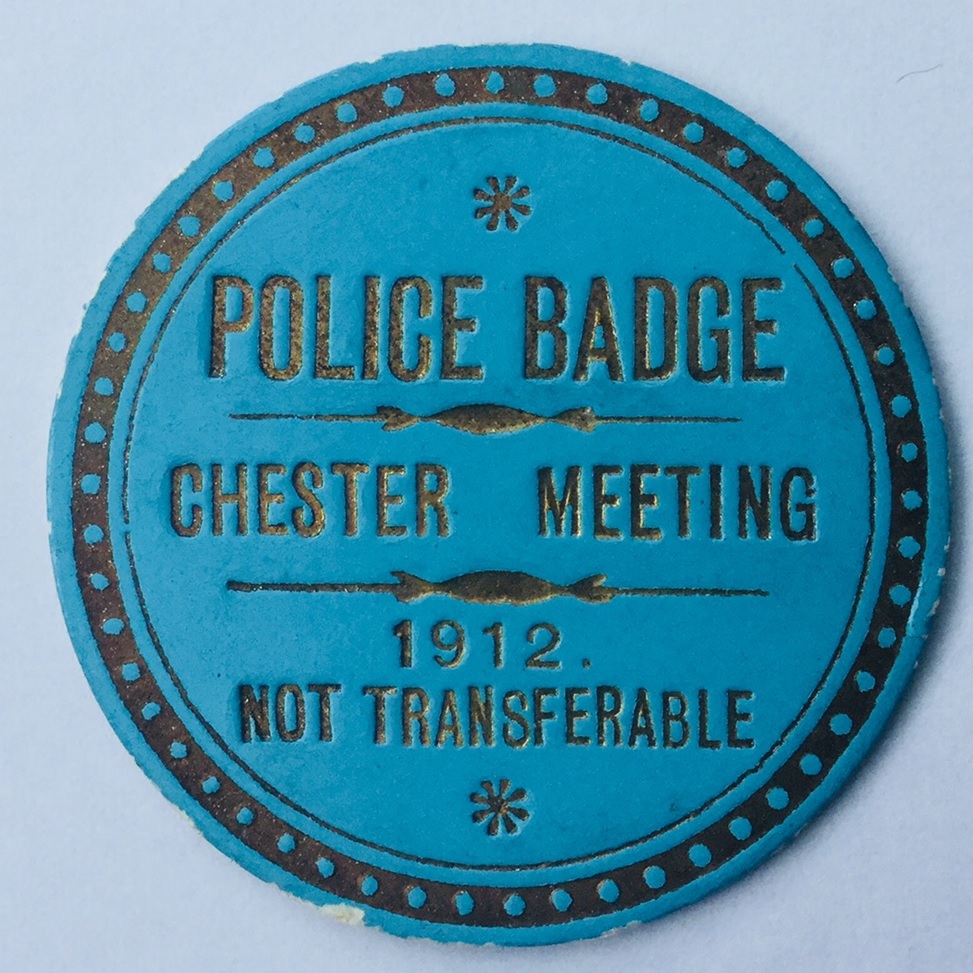 POLICE BADGE
CHESTER MEETING
1912.
NOT TRANSFERABLE